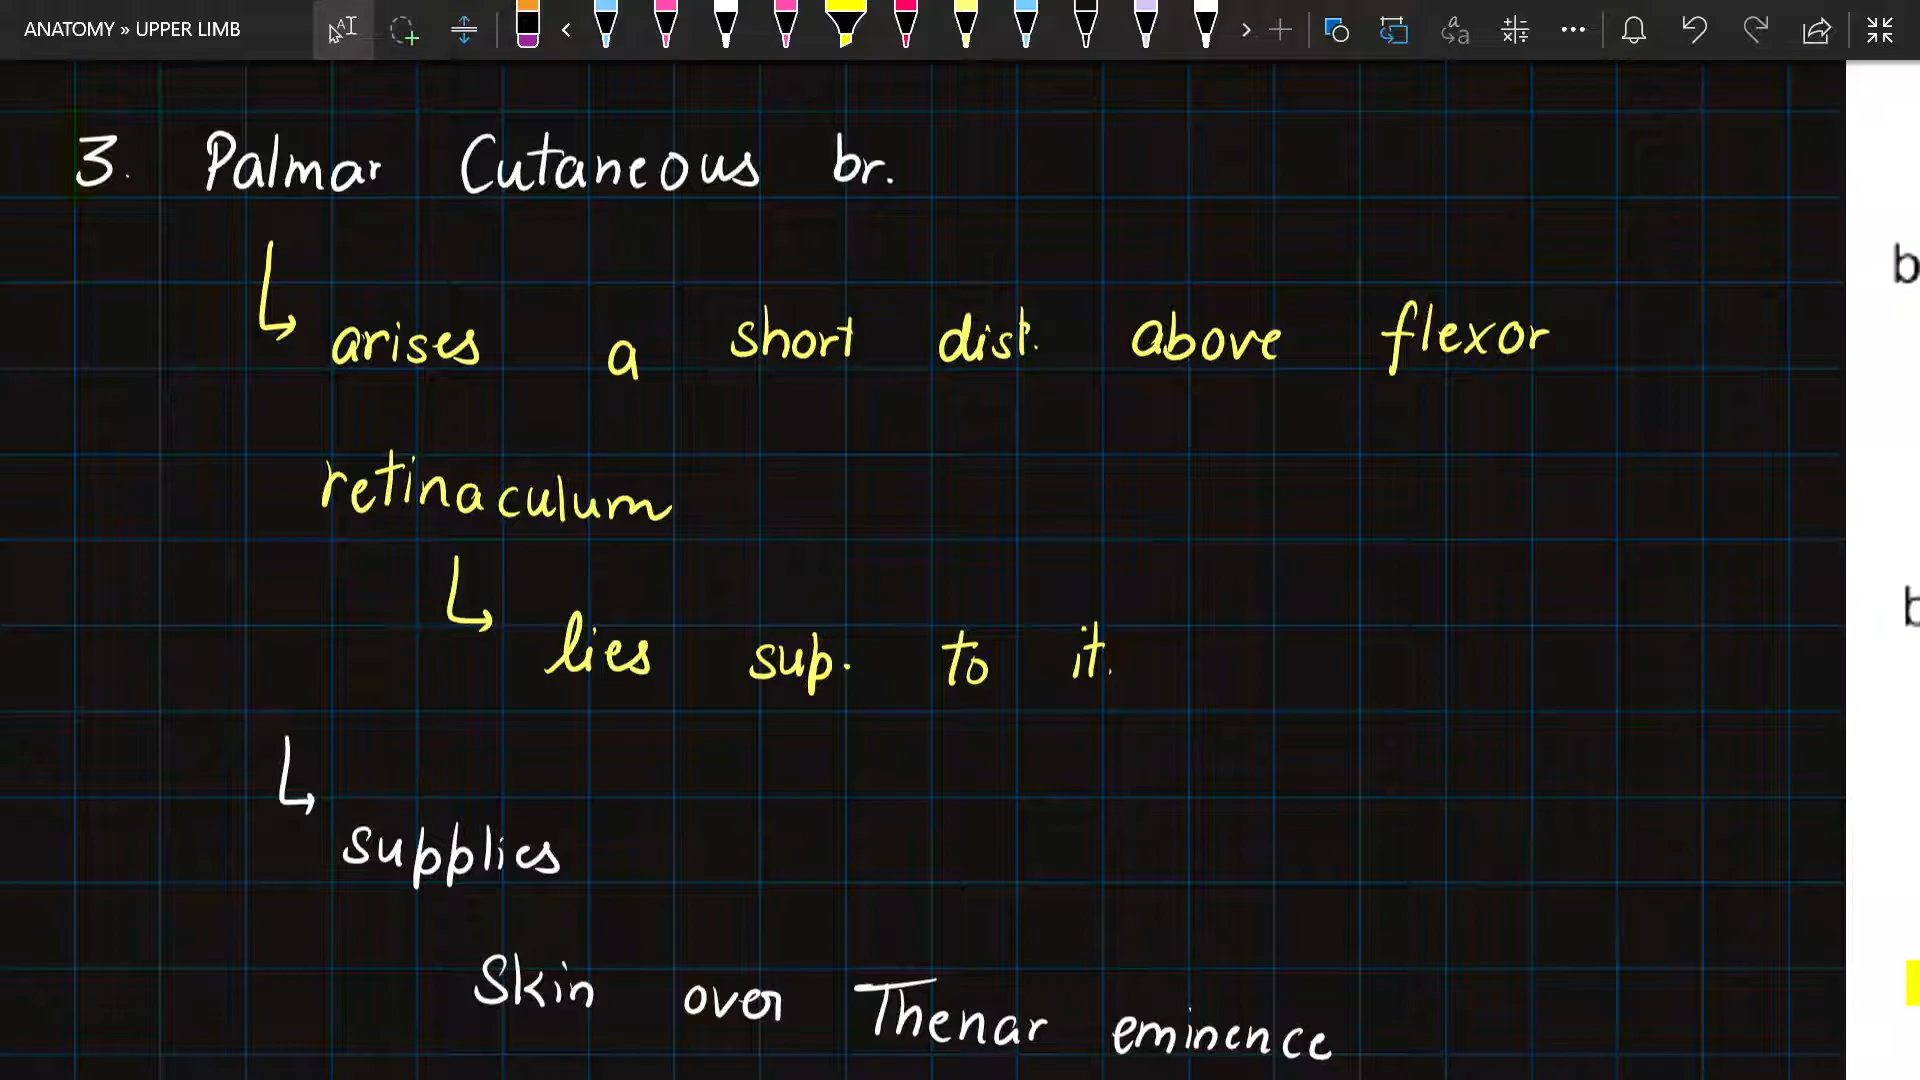 ANATOMY » UPPER LIMB
3. Palmar Cutaneous br.
arises a short dist. above flexor
retinaculum
lies sup. to it.
supplies
Skin over Thenar eminence